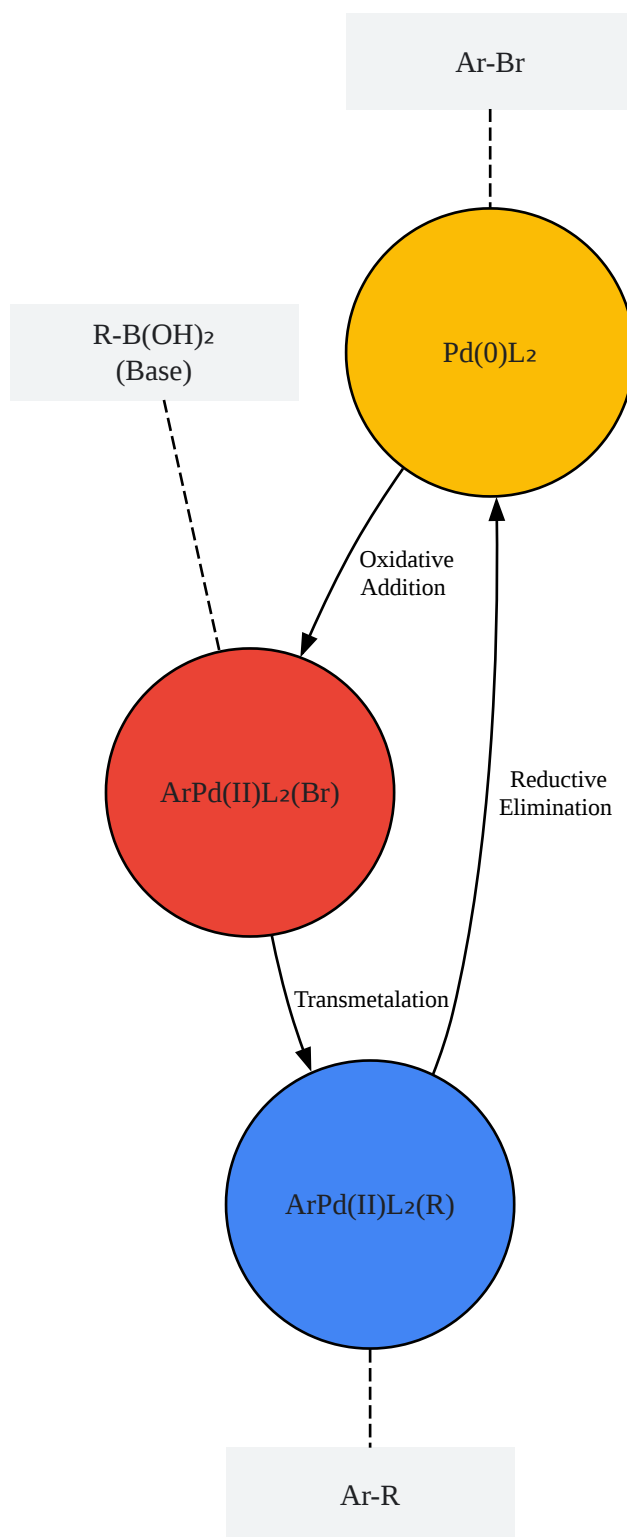 Ar-Br
Pd(0)L₂
R-B(OH)₂
(Base)
Oxidative
Addition
ArPd(II)L₂(Br)
Reductive
Elimination
Transmetalation
ArPd(II)L₂(R)
Ar-R